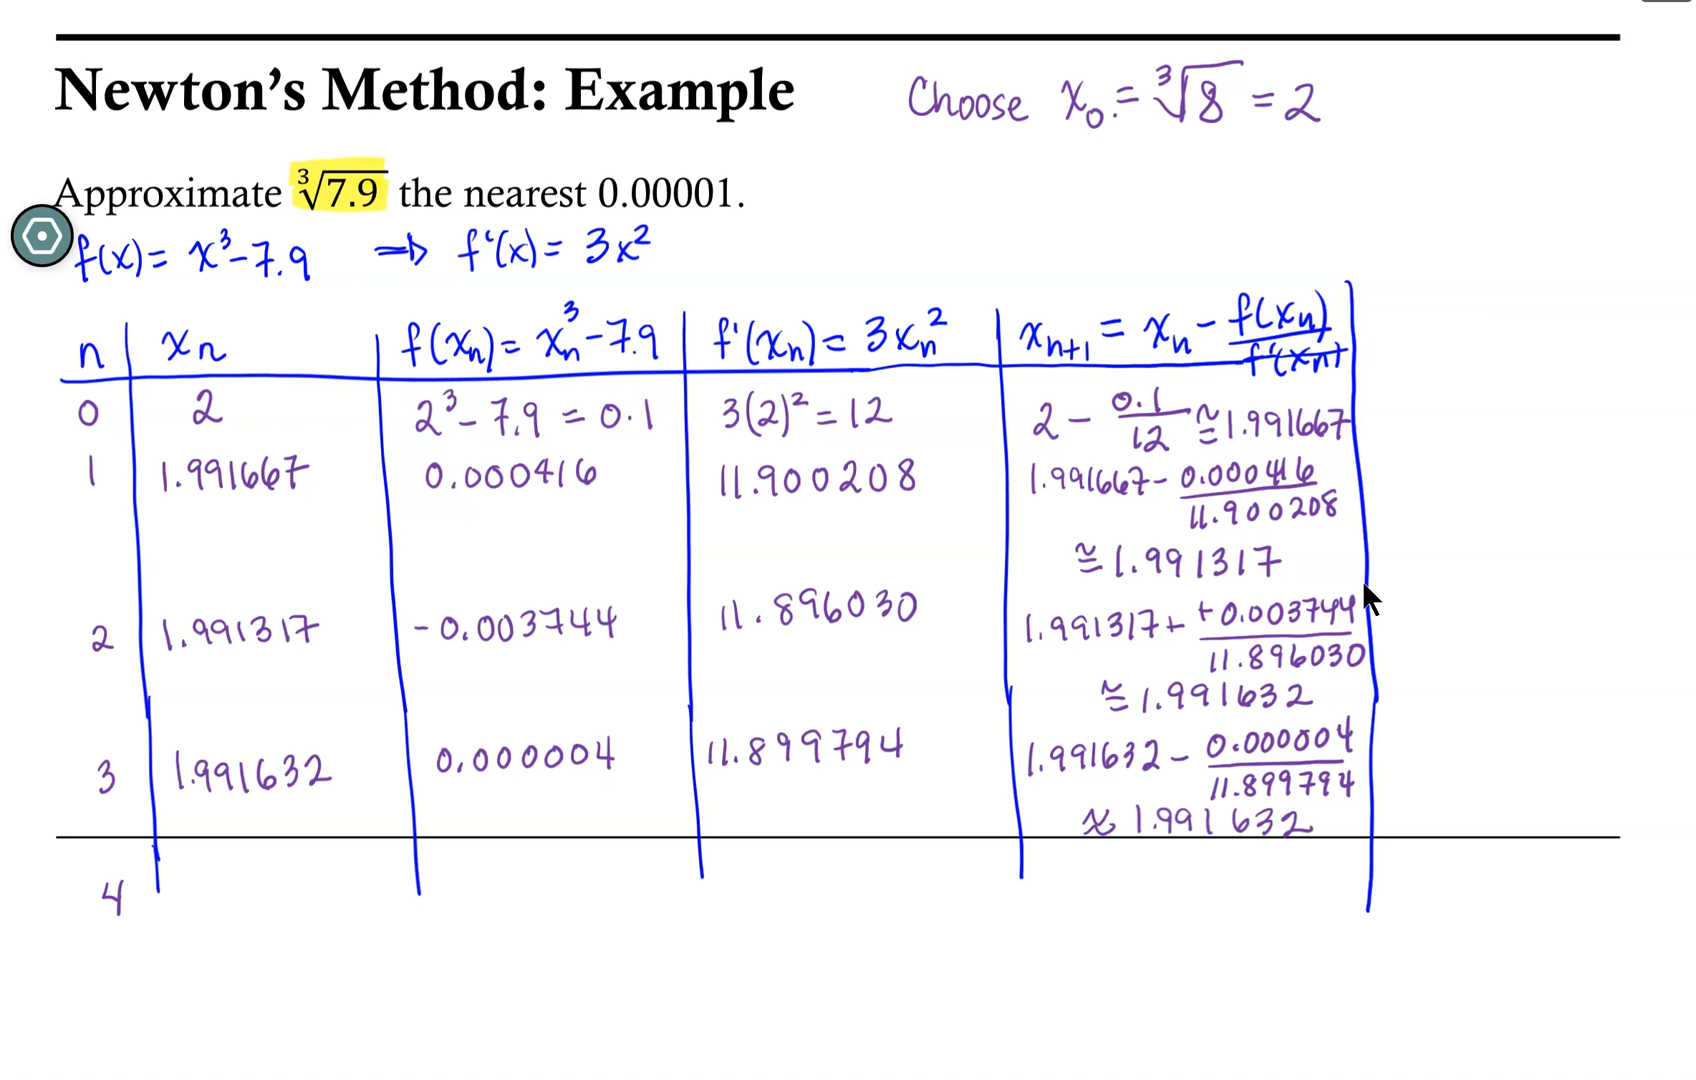 Newton's Method: Example
Choose x₀ = ∛8 = 2
Approximate ∛7.9 the nearest 0.00001.
f(x) = x³-7.9 ⇒ f'(x) = 3x²
n | xₙ | f(xₙ) = xₙ³-7.9 | f'(xₙ) = 3xₙ² | xₙ₊₁ = xₙ - f(xₙ)/f'(xₙ)
0 | 2 | 2³ - 7.9 = 0.1 | 3(2)² = 12 | 2 - 0.1/12 ≅ 1.991667
1 | 1.991667 | 0.000416 | 11.900208 | 1.991667 - 0.000416/11.900208
≅ 1.991317
2 | 1.991317 | -0.003744 | 11.896030 | 1.991317 + +0.003744/11.896030
≅ 1.991632
3 | 1.991632 | 0.000004 | 11.899794 | 1.991632 - 0.000004/11.899794
≈ 1.991632
4